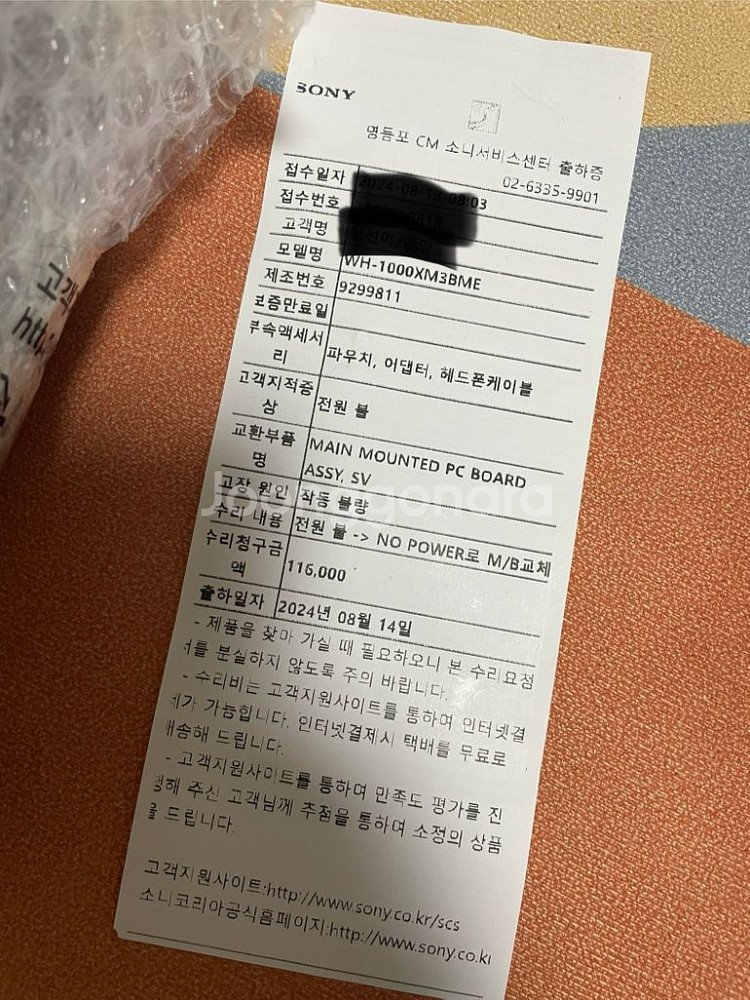 SONY
명등포 CM 소니서비스센터 출하증
02-6335-9901
접수일자 2024-08-13 03
접수번호
고객명
모델명 WH-1000XM3BME
제조번호 9299811
보증만료일
부속액세서리 파우치, 어댑터, 헤드폰케이블
고객지적증상 전원 불
교환부품명 MAIN MOUNTED PC BOARD
ASSY, SV
고장 원인 작동 불량
수리 내용 전원 불 -> NO POWER로 M/B교체
수리청구금액 116,000
출하일자 2024년 08월 14일
- 제품을 찾아 가실 때 필요하오니 본 수리요청
서를 분실하지 않도록 주의 바랍니다.
- 수리비는 고객지원사이트를 통하여 인터넷결
제가 가능합니다. 인터넷결제시 택배를 무료로
배송해 드립니다.
- 고객지원사이트를 통하여 만족도 평가를 진
행해 주신 고객님께 추첨을 통하여 소정의 상품
을 드립니다.
고객지원사이트:http://www.sony.co.kr/scs
소니코리아공식홈페이지:http://www.sony.co.kr
고객
Joonggonara